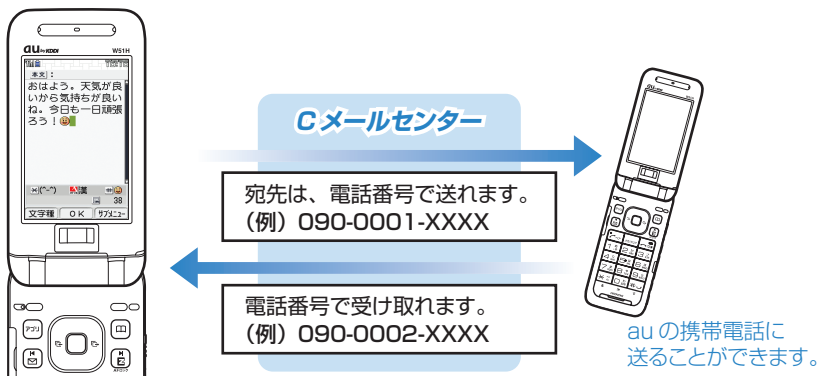 au by KDDI
W51H
本文:
おはよう。天気が良
いから気持ちが良い
ね。今日も一日頑張
ろう!
(^-^)
漢
38
文字種
OK
サブメニュー
アプリ
Cメールセンター
宛先は、電話番号で送れます。
(例)090-0001-XXXX
電話番号で受け取れます。
(例)090-0002-XXXX
au の携帯電話に
送ることができます。